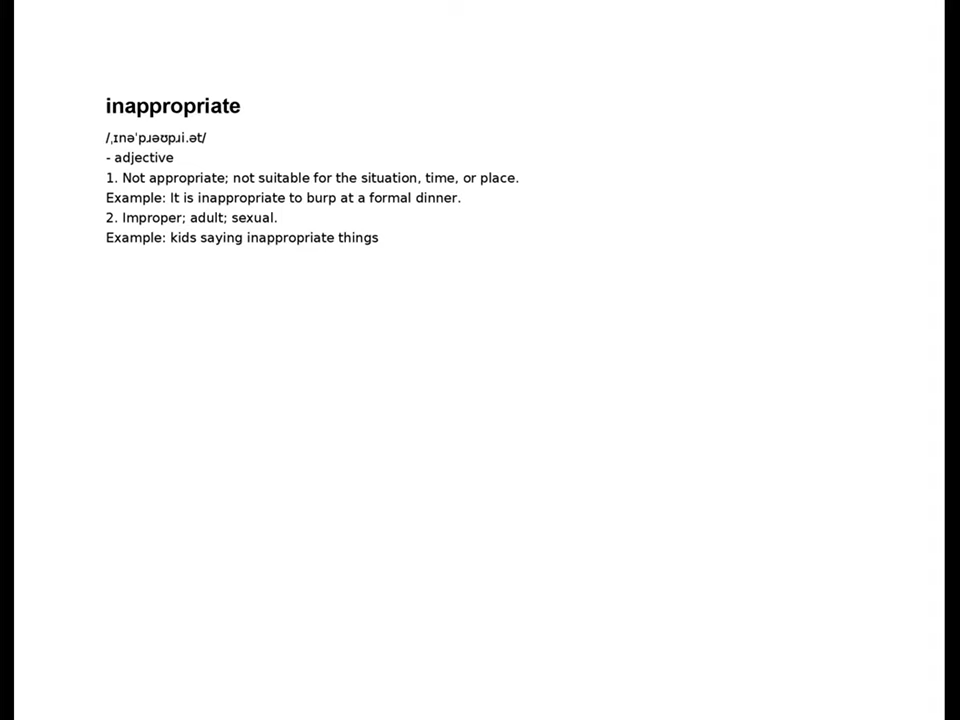 inappropriate
/ˌɪnəˈpɹəʊpɹi.ət/
- adjective
1. Not appropriate; not suitable for the situation, time, or place.
Example: It is inappropriate to burp at a formal dinner.
2. Improper; adult; sexual.
Example: kids saying inappropriate things